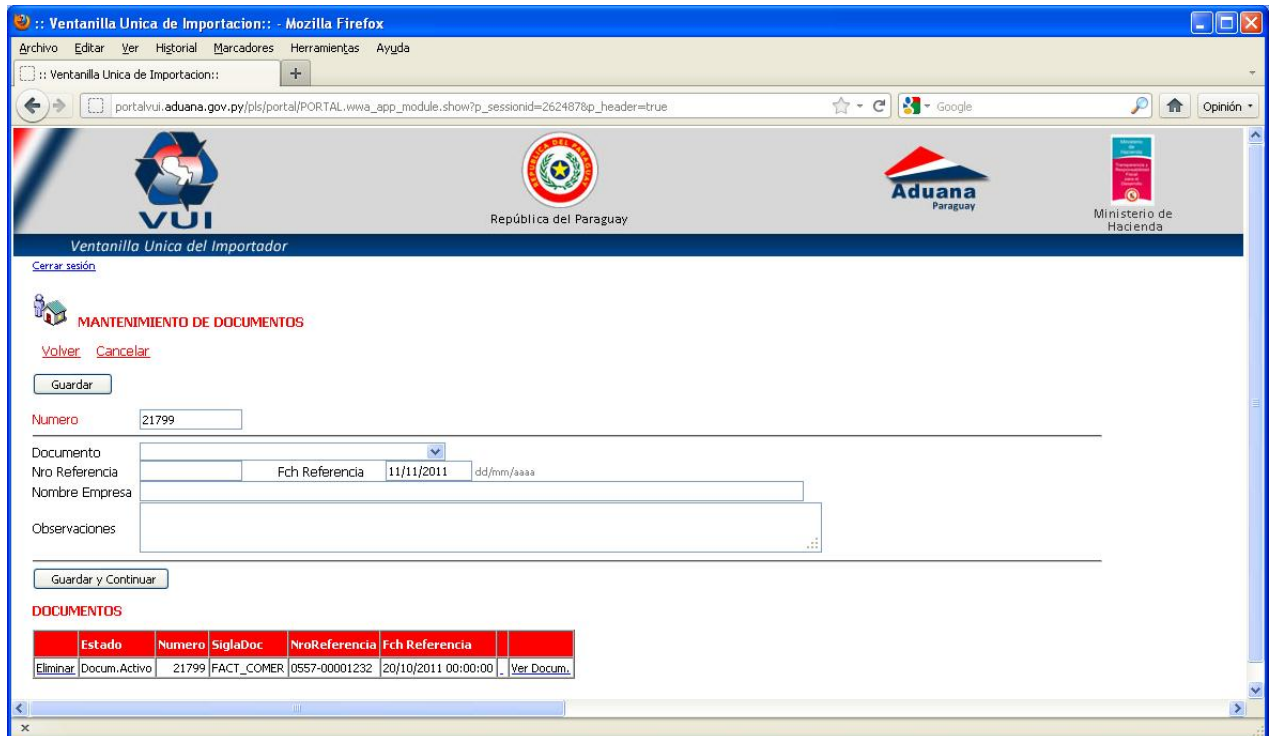 :: Ventanilla Unica de Importacion:: - Mozilla Firefox
Archivo Editar Ver Historial Marcadores Herramientas Ayuda
:: Ventanilla Unica de Importacion::
portalvui.aduana.gov.py/pls/portal/PORTAL.wwa_app_module.show?p_sessionid=262487&p_header=true Google Opinión
VUI
República del Paraguay
Aduana
Paraguay
Ministerio de
Hacienda
Ventanilla Unica del Importador
Cerrar sesión
MANTENIMIENTO DE DOCUMENTOS
Volver Cancelar
Guardar
Numero 21799
Documento
Nro Referencia Fch Referencia 11/11/2011 dd/mm/aaaa
Nombre Empresa
Observaciones
Guardar y Continuar
DOCUMENTOS
Estado Numero SiglaDoc NroReferencia Fch Referencia
Eliminar Docum.Activo 21799 FACT_COMER 0557-00001232 20/10/2011 00:00:00 Ver Docum.